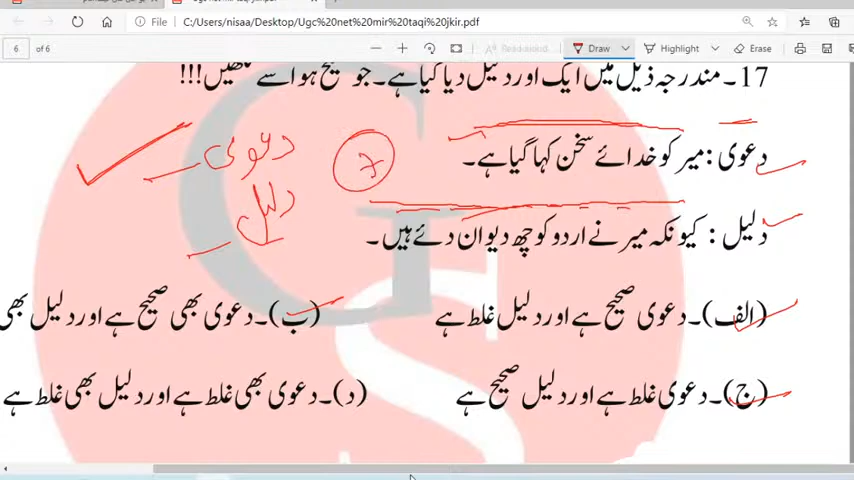 File | C:/Users/nisaa/Desktop/Ugc%20net%20mir%20taqi%20jkir.pdf
6 of 6 Draw Highlight Erase
17۔ مندرجہ ذیل میں ایک اور دلیل دیا گیا ہے۔ جو صحیح ہو اسے لکھیں!!!
دعوی : میر کو خدائے سخن کہا گیا ہے۔
دعوی
دلیل
دلیل : کیونکہ میر نے اردو کو چھ دیوان دئے ہیں۔
(الف)۔ دعوی صحیح ہے اور دلیل غلط ہے
(ب)۔ دعوی بھی صحیح ہے اور دلیل بھی
(ج)۔ دعوی غلط ہے اور دلیل صحیح ہے
(د)۔ دعوی بھی غلط ہے اور دلیل بھی غلط ہے